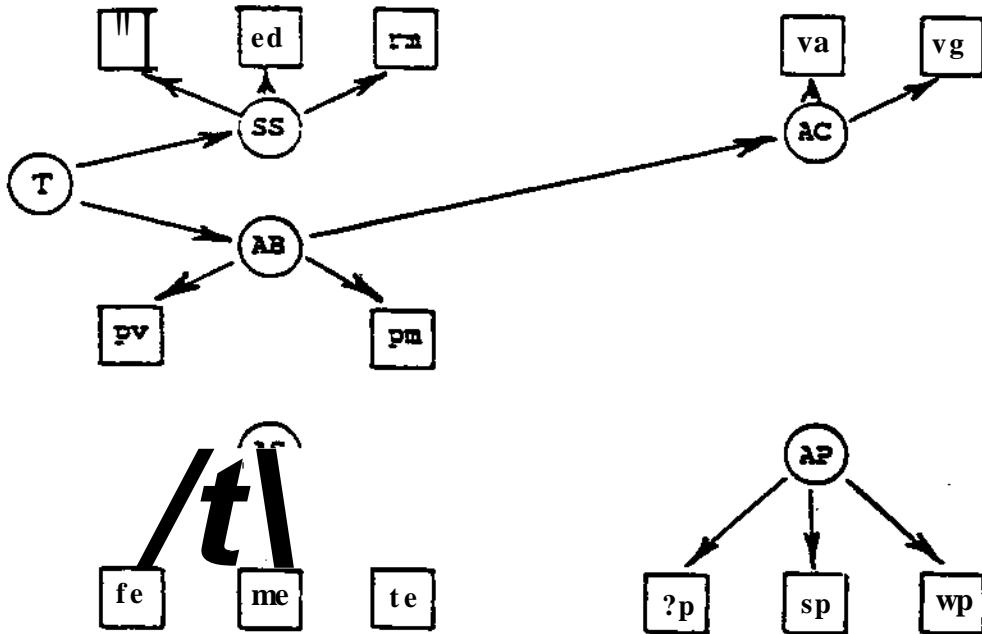 " ed rm va vg
SS AC
T
AB
pv pm
AP
/t\
fe me te ?p sp wp